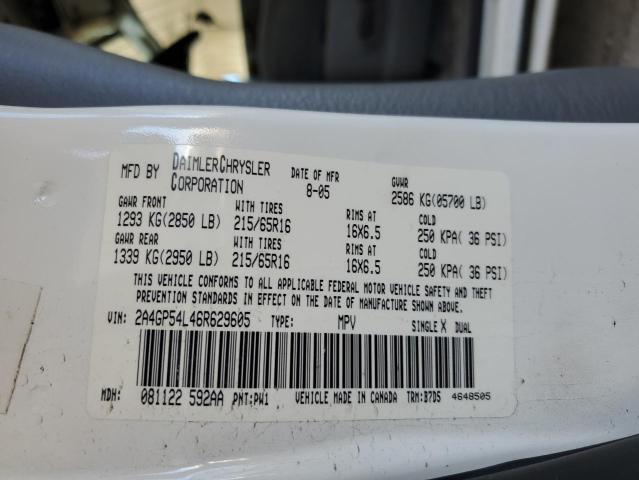 MFD BY DAIMLERCHRYSLER CORPORATION DATE OF MFR 8-05 GVWR 2586 KG(05700 LB)
GAWR FRONT WITH TIRES RIMS AT COLD
1293 KG(2850 LB) 215/65R16 16X6.5 250 KPA( 36 PSI)
GAWR REAR WITH TIRES RIMS AT COLD
1339 KG(2950 LB) 215/65R16 16X6.5 250 KPA( 36 PSI)
THIS VEHICLE CONFORMS TO ALL APPLICABLE FEDERAL MOTOR VEHICLE SAFETY AND THEFT
PREVENTION STANDARDS IN EFFECT ON THE DATE OF MANUFACTURE SHOWN ABOVE.
VIN: 2A4GP54L46R629605 TYPE: MPV SINGLE X DUAL
MDH: 081122 592AA PNT:PW1 VEHICLE MADE IN CANADA TRM:B7D5 4648505